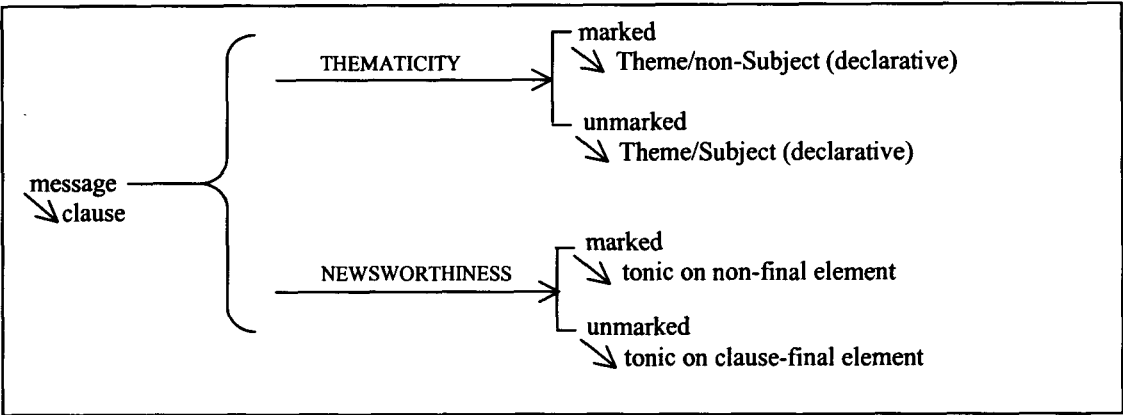 marked
THEMATICITY
Theme/non-Subject (declarative)
unmarked
Theme/Subject (declarative)
message
clause
marked
NEWSWORTHINESS
tonic on non-final element
unmarked
tonic on clause-final element